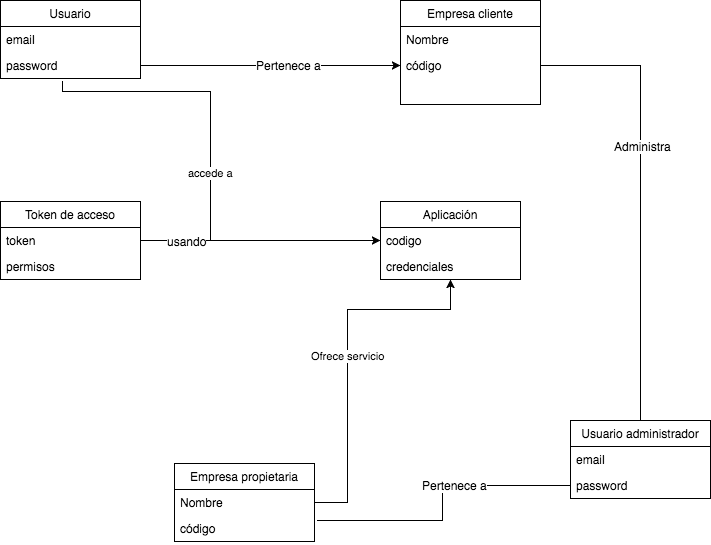 Usuario
email
password
Pertenece a
Empresa cliente
Nombre
código
Administra
accede a
Token de acceso
token
permisos
usando
Aplicación
codigo
credenciales
Ofrece servicio
Usuario administrador
email
password
Pertenece a
Empresa propietaria
Nombre
código